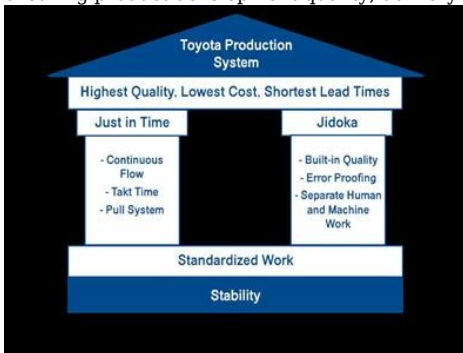 Toyota Production
System
Highest Quality, Lowest Cost, Shortest Lead Times
Just in Time
Jidoka
- Continuous
Flow
- Takt Time
- Pull System
- Built-in Quality
- Error Proofing
- Separate Human
and Machine
Work
Standardized Work
Stability